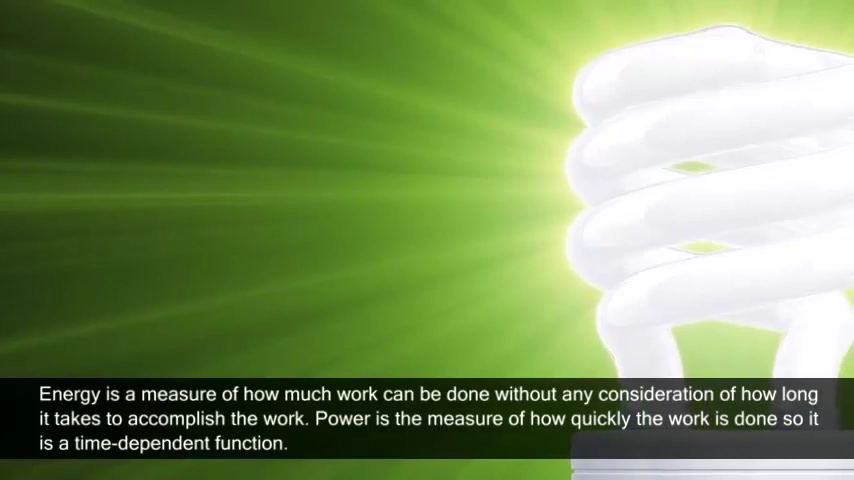 Energy is a measure of how much work can be done without any consideration of how long
it takes to accomplish the work. Power is the measure of how quickly the work is done so it
is a time-dependent function.